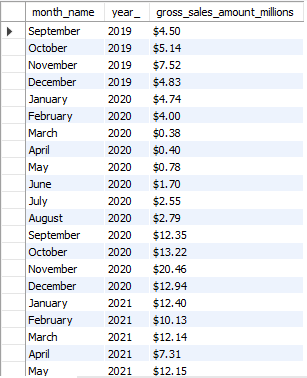 month_name year_ gross_sales_amount_millions
September 2019 $4.50
October 2019 $5.14
November 2019 $7.52
December 2019 $4.83
January 2020 $4.74
February 2020 $4.00
March 2020 $0.38
April 2020 $0.40
May 2020 $0.78
June 2020 $1.70
July 2020 $2.55
August 2020 $2.79
September 2020 $12.35
October 2020 $13.22
November 2020 $20.46
December 2020 $12.94
January 2021 $12.40
February 2021 $10.13
March 2021 $12.14
April 2021 $7.31
May 2021 $12.15